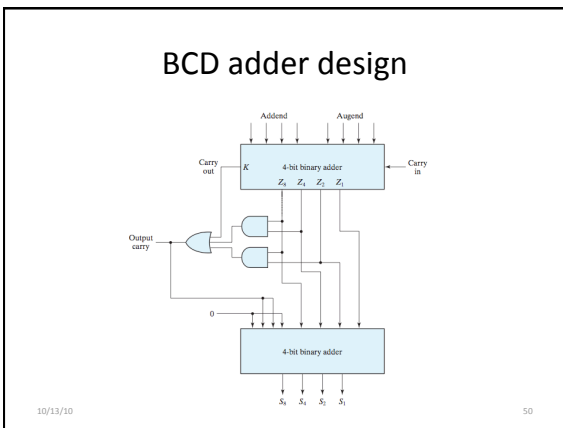 BCD adder design
Addend Augend
Carry out
K
4-bit binary adder
Carry in
Z8 Z4 Z2 Z1
Output carry
0
4-bit binary adder
S8 S4 S2 S1
10/13/10
50